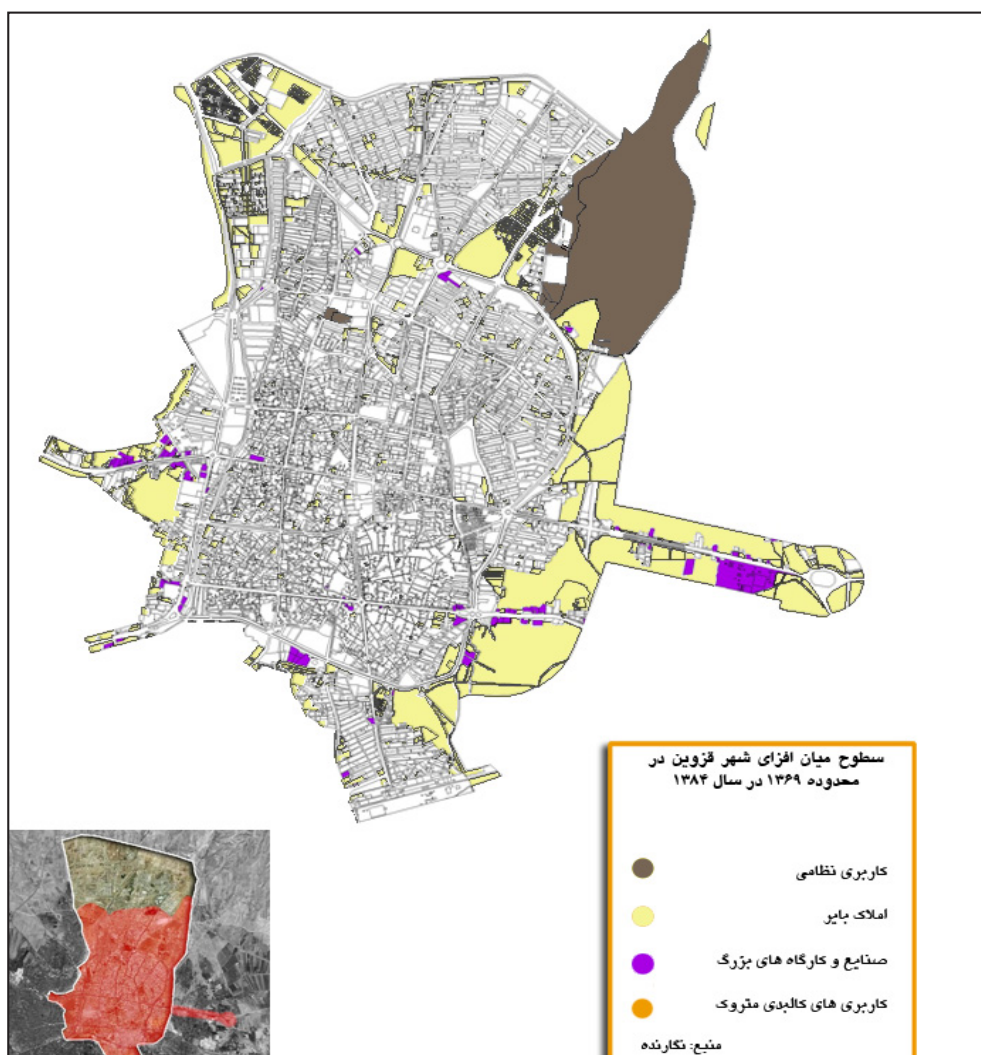 سطوح میان افزای شهر قزوین در
محدوده ۱۳۶۹ در سال ۱۳۸۴
کاربری نظامی
املاک بایر
صنایع و کارگاه های بزرگ
کاربری های کالبدی متروک
منبع: نگارنده